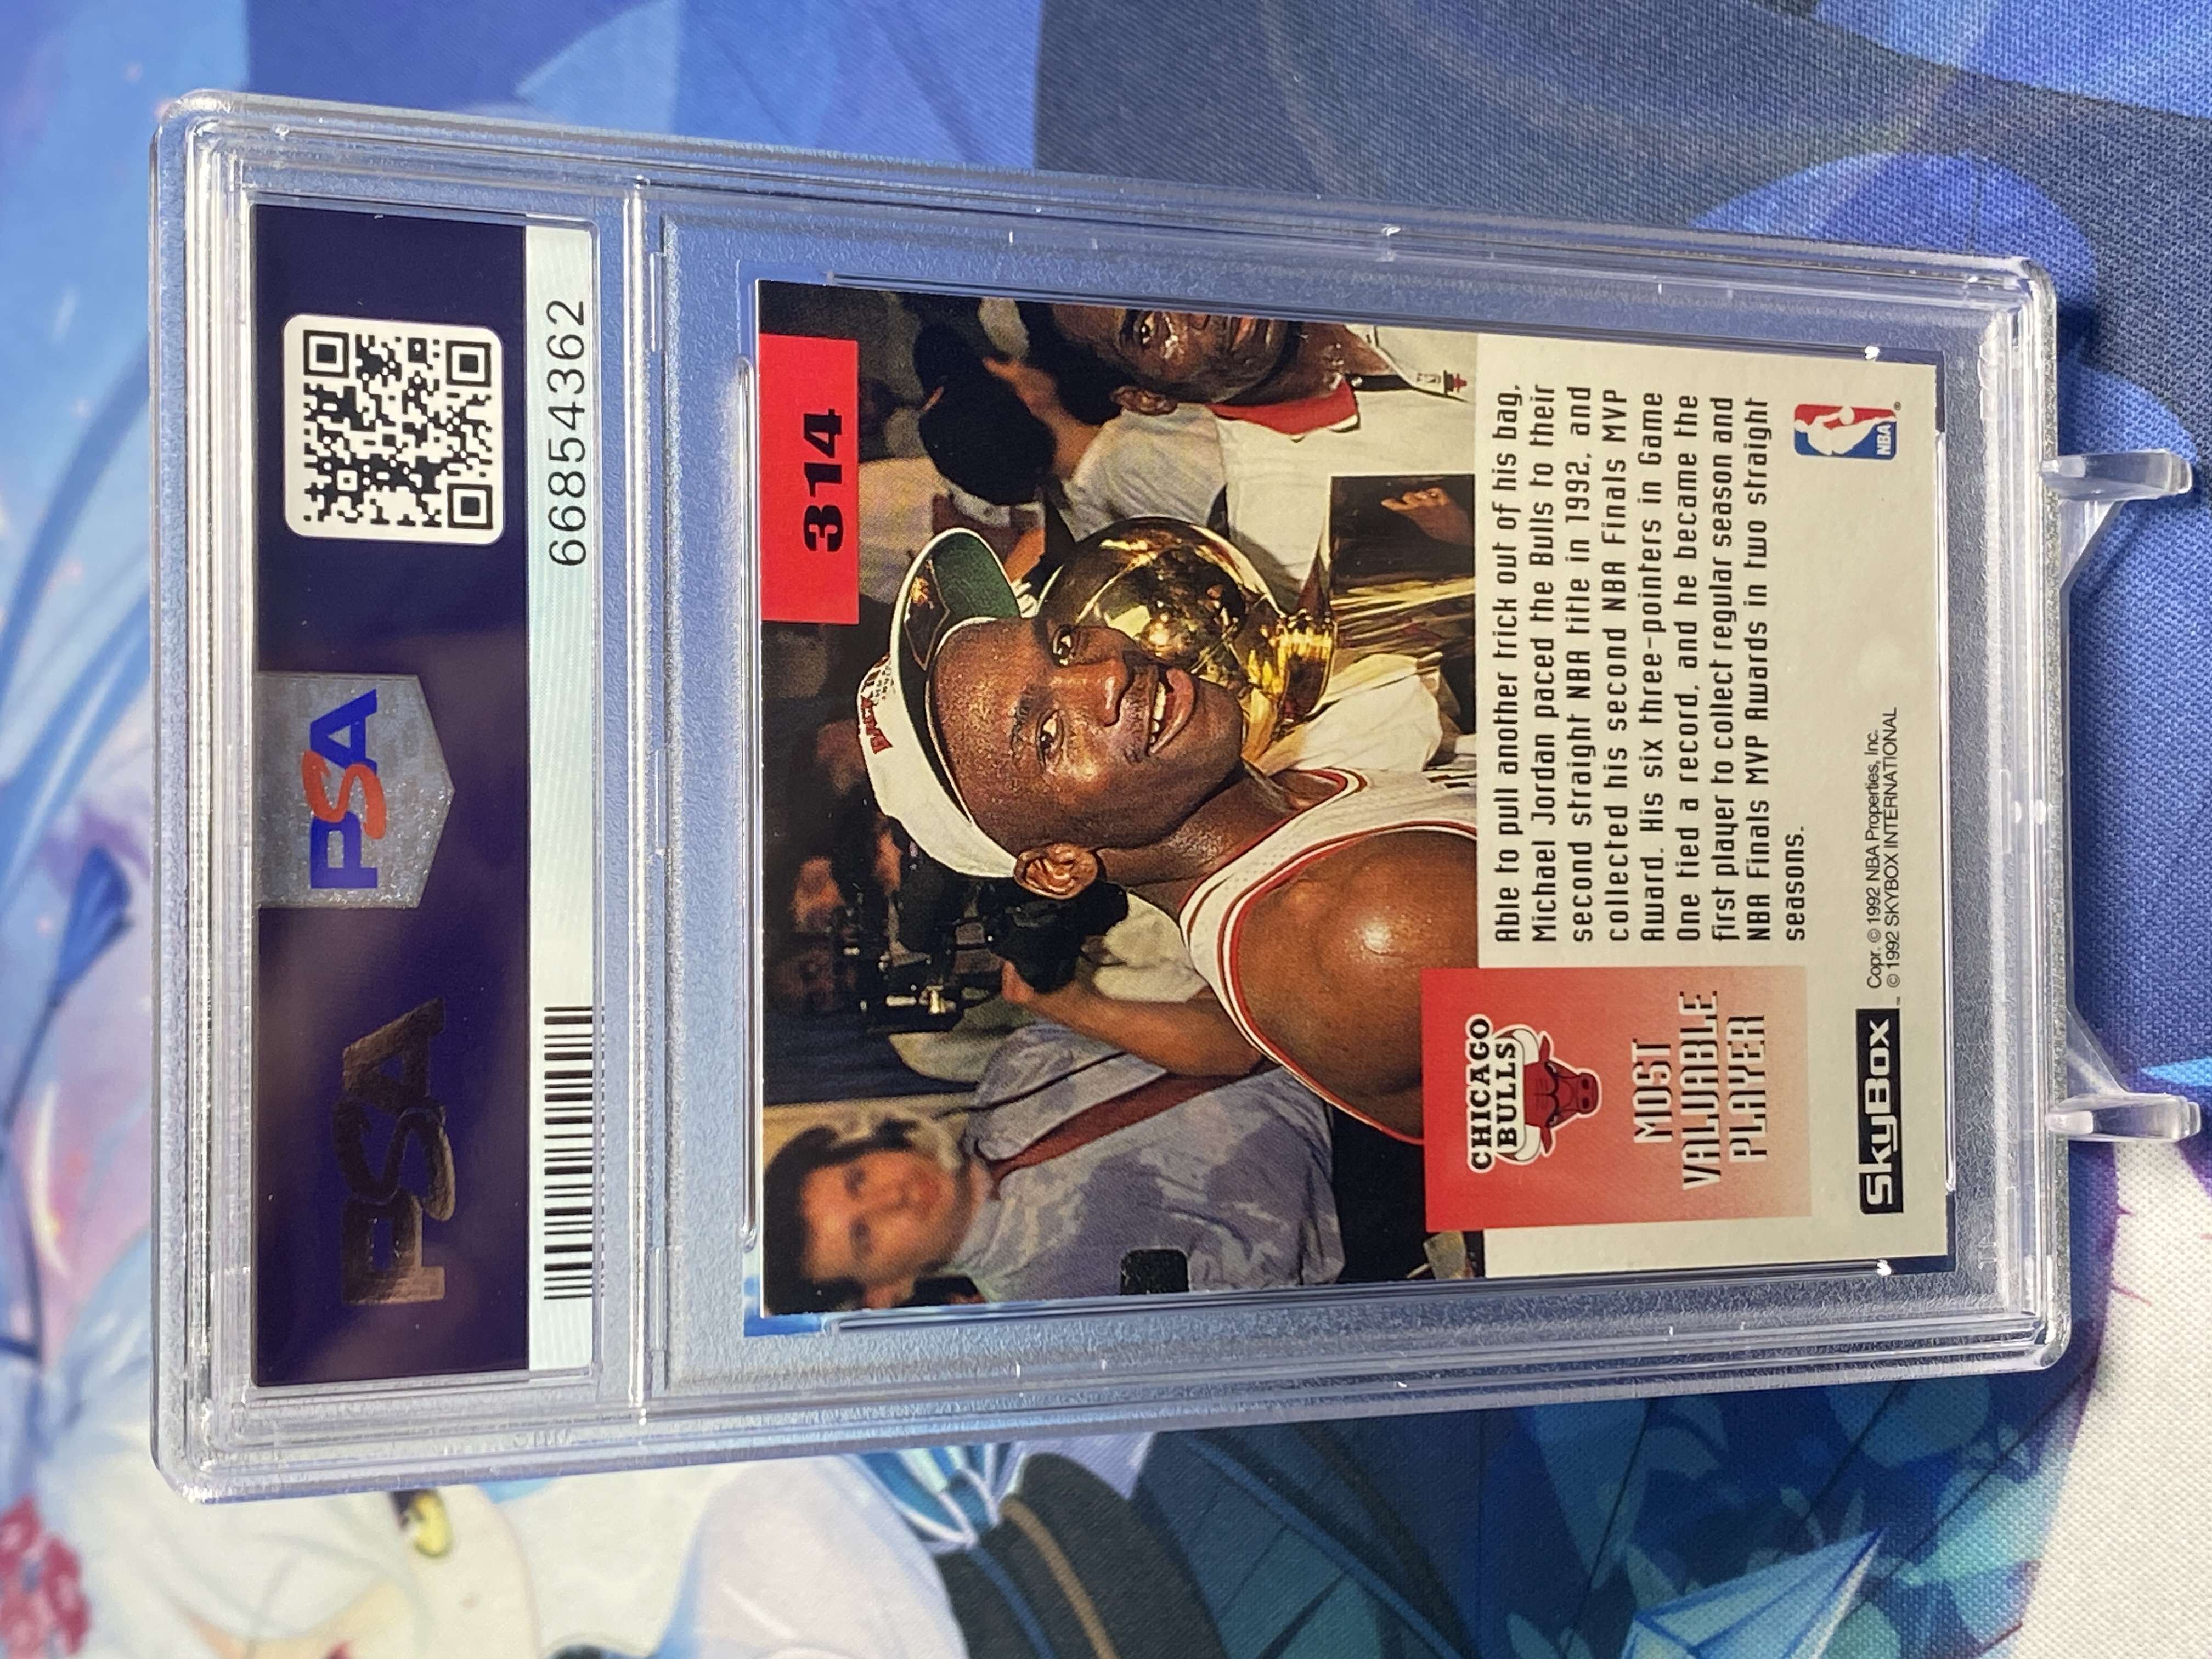 PSA
PSA
66854362
314
CHICAGO
BULLS
MOST
VALUABLE
PLAYER
Able to pull another trick out of his bag,
Michael Jordan paced the Bulls to their
second straight NBA title in 1992, and
collected his second NBA Finals MVP
Award. His six three-pointers in Game
One tied a record, and he became the
first player to collect regular season and
NBA Finals MVP Awards in two straight
seasons.
SkyBox™
Copr. © 1992 NBA Properties, Inc.
© 1992 SKYBOX INTERNATIONAL
NBA®